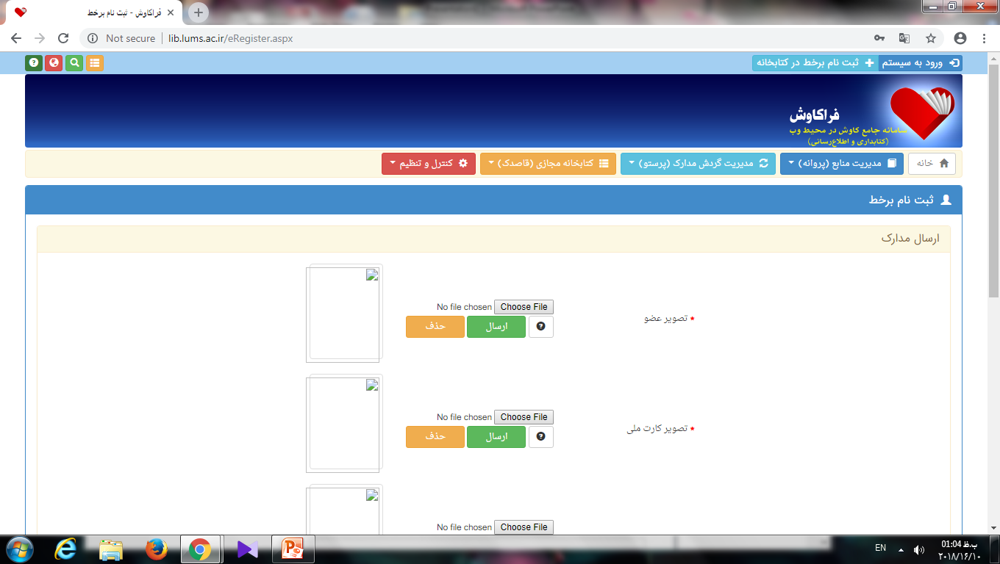 فراکاوش - ثبت نام برخط
Not secure | lib.lums.ac.ir/eRegister.aspx
ورود به سیستم
ثبت نام برخط در کتابخانه
فراکاوش
سامانه جامع کاوش در محیط وب
(کتابداری و اطلاع‌رسانی)
خانه
مدیریت منابع (پروانه)
مدیریت گردش مدارک (پرستو)
کتابخانه مجازی (قاصدک)
کنترل و تنظیم
ثبت نام برخط
ارسال مدارک
* تصویر عضو
Choose File No file chosen
ارسال
حذف
* تصویر کارت ملی
Choose File No file chosen
ارسال
حذف
Choose File No file chosen
EN
01:04 ب.ظ
۲۰۱۸/۱۶/۱۰